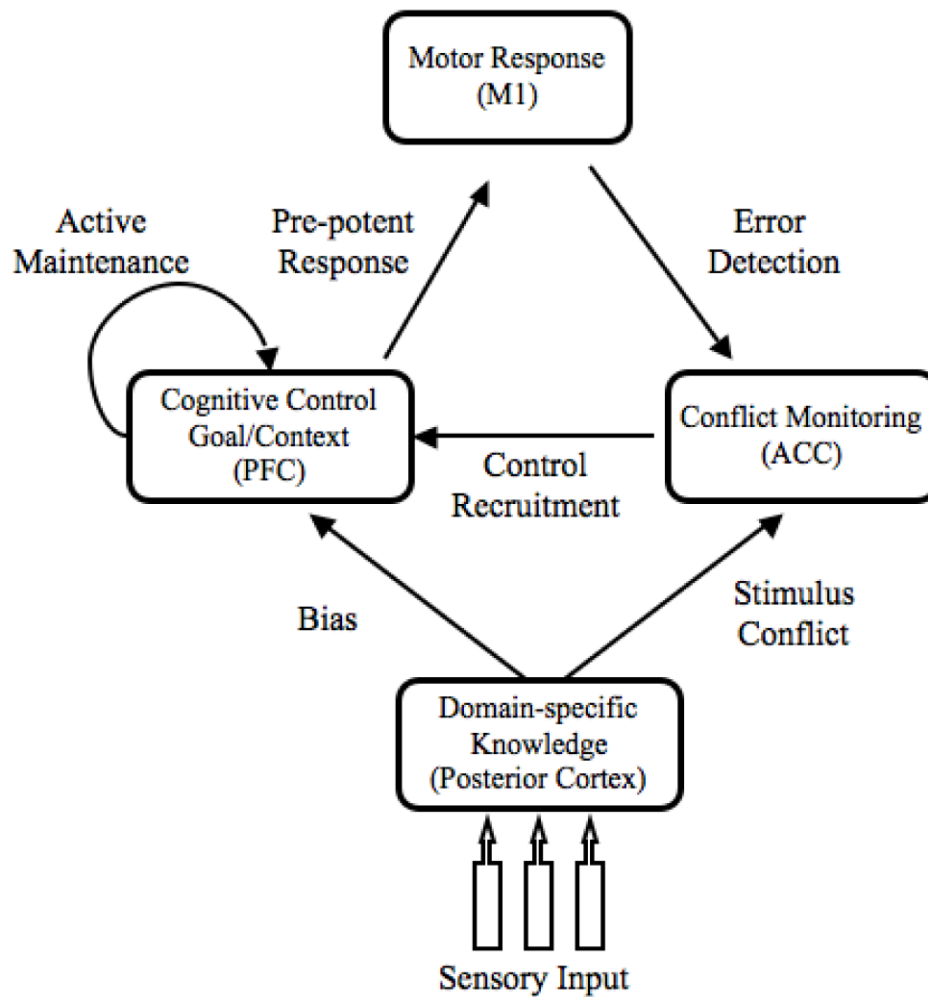 Motor Response
(M1)
Active
Maintenance
Pre-potent
Response
Error
Detection
Cognitive Control
Goal/Context
(PFC)
Conflict Monitoring
(ACC)
Control
Recruitment
Bias
Stimulus
Conflict
Domain-specific
Knowledge
(Posterior Cortex)
Sensory Input